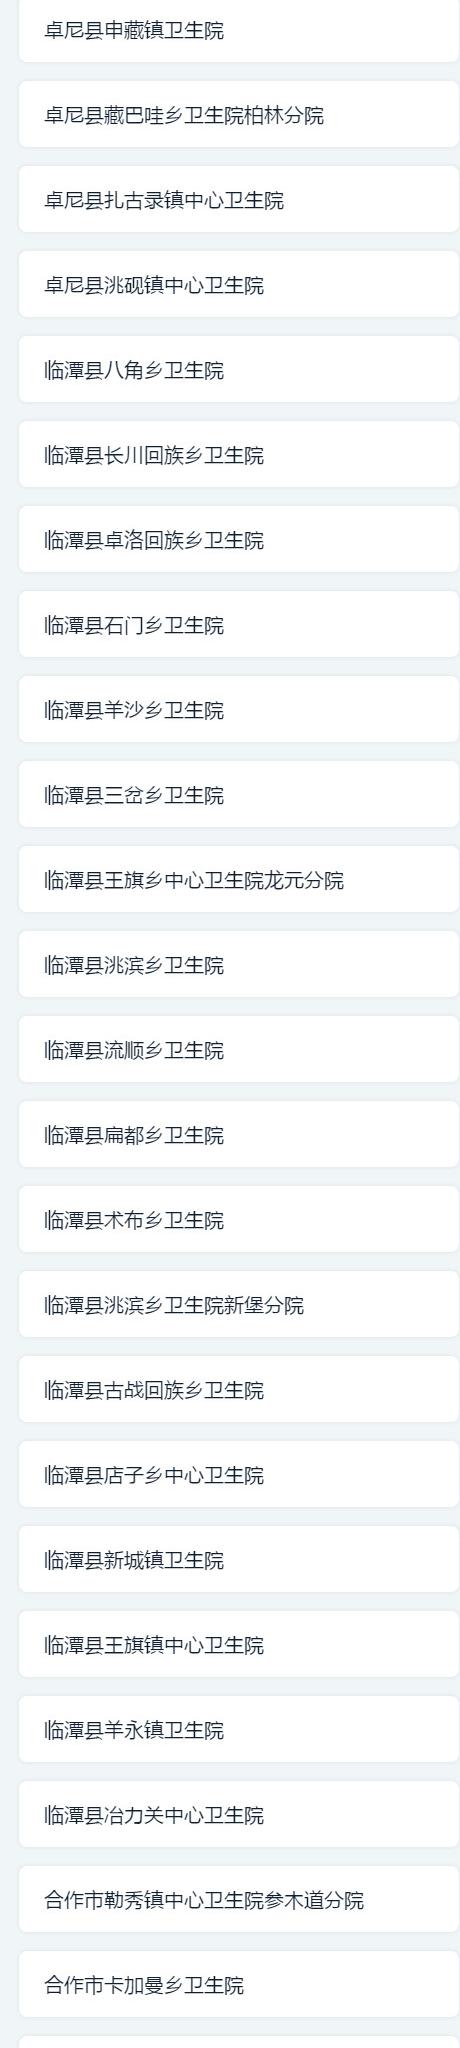 卓尼县申藏镇卫生院
卓尼县藏巴哇乡卫生院柏林分院
卓尼县扎古录镇中心卫生院
卓尼县洮砚镇中心卫生院
临潭县八角乡卫生院
临潭县长川回族乡卫生院
临潭县卓洛回族乡卫生院
临潭县石门乡卫生院
临潭县羊沙乡卫生院
临潭县三岔乡卫生院
临潭县王旗乡中心卫生院龙元分院
临潭县洮滨乡卫生院
临潭县流顺乡卫生院
临潭县扁都乡卫生院
临潭县术布乡卫生院
临潭县洮滨乡卫生院新堡分院
临潭县古战回族乡卫生院
临潭县店子乡中心卫生院
临潭县新城镇卫生院
临潭县王旗镇中心卫生院
临潭县羊永镇卫生院
临潭县冶力关中心卫生院
合作市勒秀镇中心卫生院参木道分院
合作市卡加曼乡卫生院